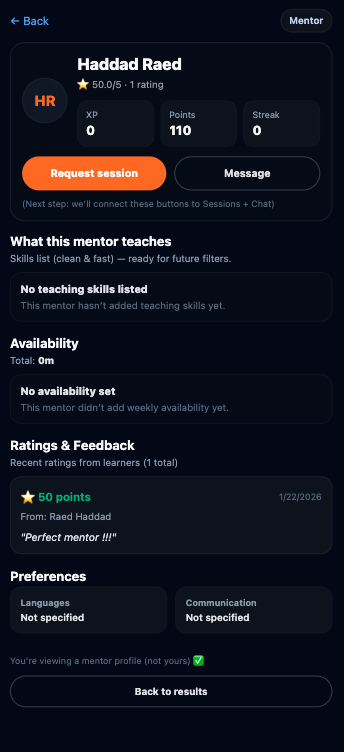 ← Back
Mentor
Haddad Raed
HR
⭐ 50.0/5 · 1 rating
XP
0
Points
110
Streak
0
Request session
Message
(Next step: we'll connect these buttons to Sessions + Chat)
What this mentor teaches
Skills list (clean & fast) — ready for future filters.
No teaching skills listed
This mentor hasn't added teaching skills yet.
Availability
Total: 0m
No availability set
This mentor didn't add weekly availability yet.
Ratings & Feedback
Recent ratings from learners (1 total)
⭐ 50 points
1/22/2026
From: Raed Haddad
"Perfect mentor !!!"
Preferences
Languages
Not specified
Communication
Not specified
You're viewing a mentor profile (not yours) ✅
Back to results